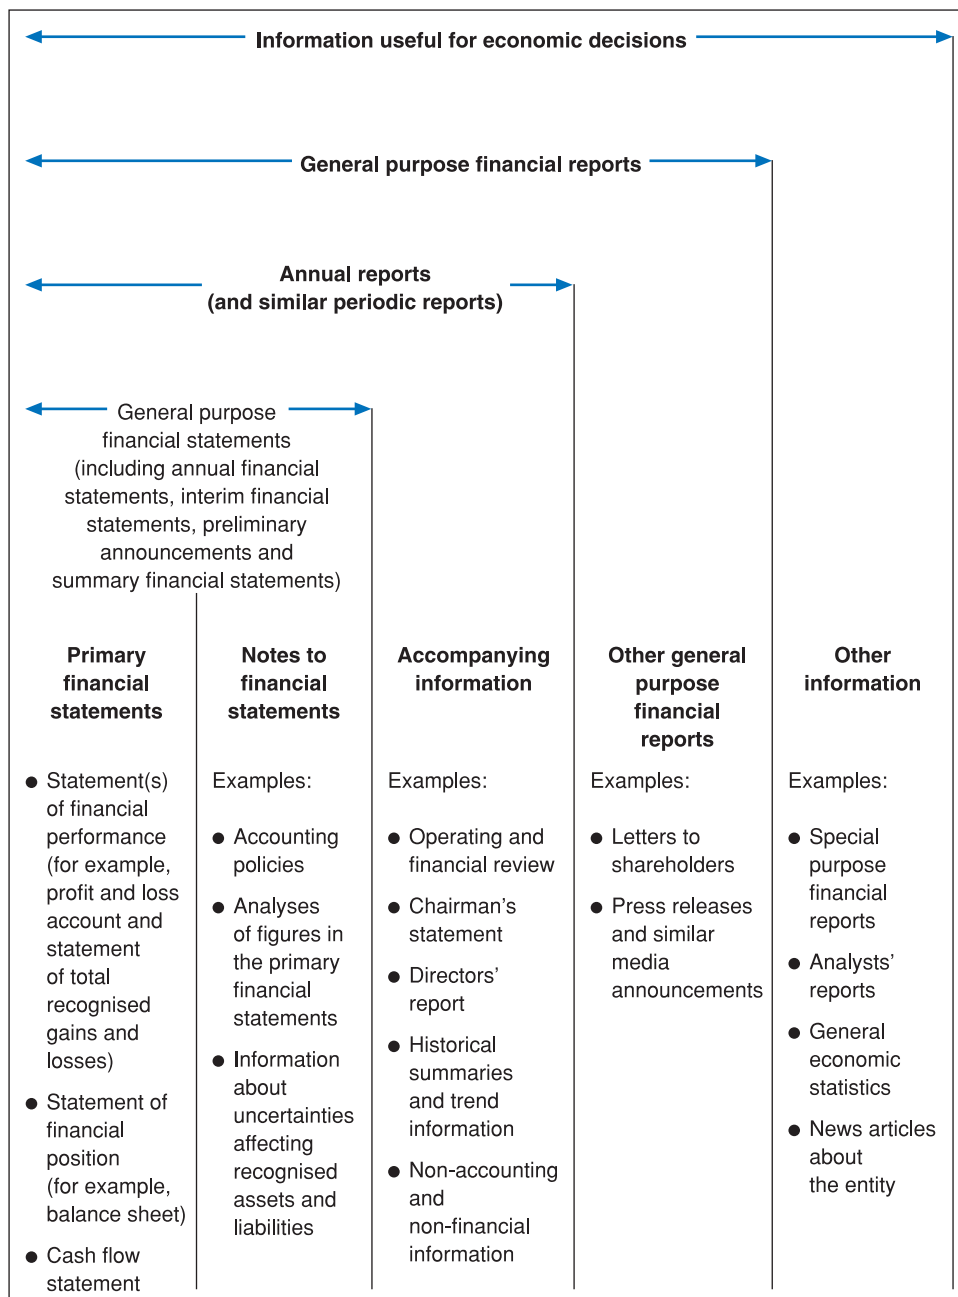 Information useful for economic decisions
General purpose financial reports
Annual reports
(and similar periodic reports)
General purpose
financial statements
(including annual financial
statements, interim financial
statements, preliminary
announcements and
summary financial statements)
Primary
financial
statements
● Statement(s)
of financial
performance
(for example,
profit and loss
account and
statement
of total
recognised
gains and
losses)
● Statement of
financial
position
(for example,
balance sheet)
● Cash flow
statement
Notes to
financial
statements
Examples:
● Accounting
policies
● Analyses
of figures in
the primary
financial
statements
● Information
about
uncertainties
affecting
recognised
assets and
liabilities
Accompanying
information
Examples:
● Operating and
financial review
● Chairman’s
statement
● Directors’
report
● Historical
summaries
and trend
information
● Non-accounting
and
non-financial
information
Other general
purpose
financial
reports
Examples:
● Letters to
shareholders
● Press releases
and similar
media
announcements
Other
information
Examples:
● Special
purpose
financial
reports
● Analysts’
reports
● General
economic
statistics
● News articles
about
the entity